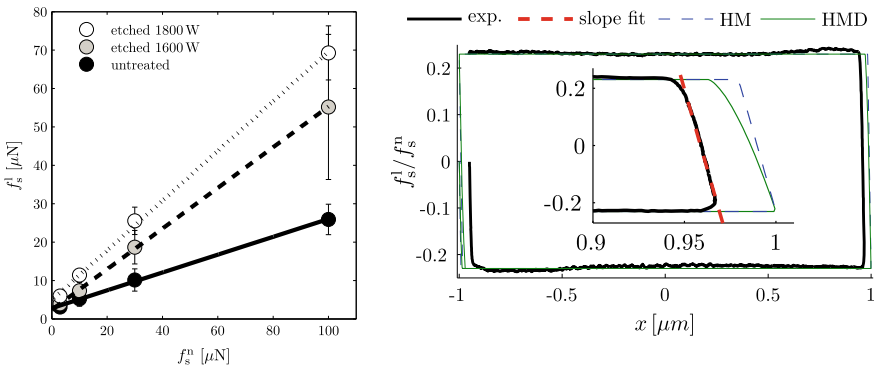 80
70
60
50
40
30
20
10
0
f_s^l [µN]
etched 1800 W
etched 1600 W
untreated
0 20 40 60 80 100
f_s^n [µN]
exp. slope fit HM HMD
0.2
0.1
0
-0.1
-0.2
f_s^l/f_s^n
0.2
0
-0.2
0.9 0.95 1
-1 -0.5 0 0.5 1
x [µm]